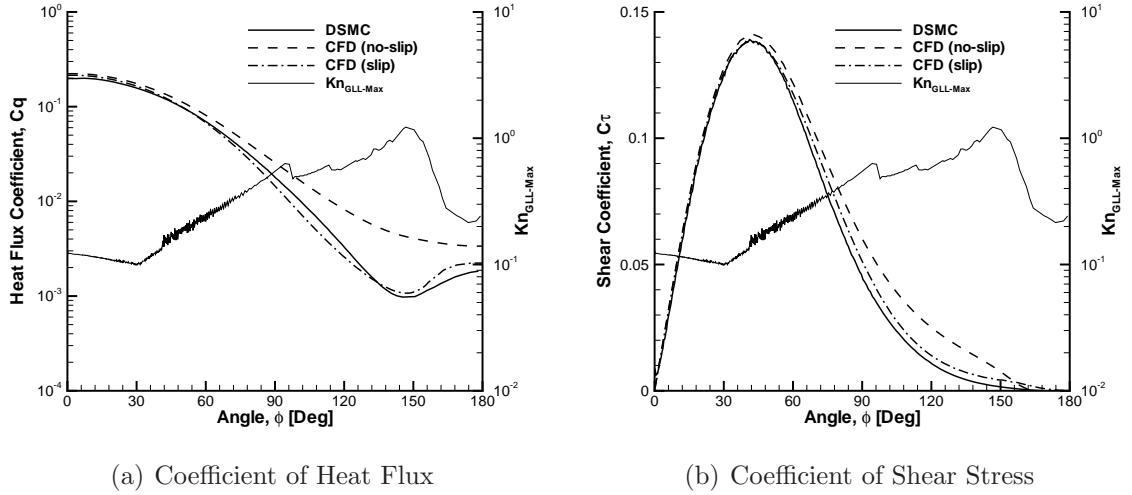 DSMC
CFD (no-slip)
CFD (slip)
Kn_GLL-Max
Heat Flux Coefficient, Cq
10^0
10^-1
10^-2
10^-3
10^-4
Kn_GLL-Max
10^1
10^0
10^-1
10^-2
0 30 60 90 120 150 180
Angle, ϕ [Deg]
(a) Coefficient of Heat Flux
DSMC
CFD (no-slip)
CFD (slip)
Kn_GLL-Max
Shear Coefficient, Cτ
0.15
0.1
0.05
0
Kn_GLL-Max
10^1
10^0
10^-1
10^-2
0 30 60 90 120 150 180
Angle, ϕ [Deg]
(b) Coefficient of Shear Stress